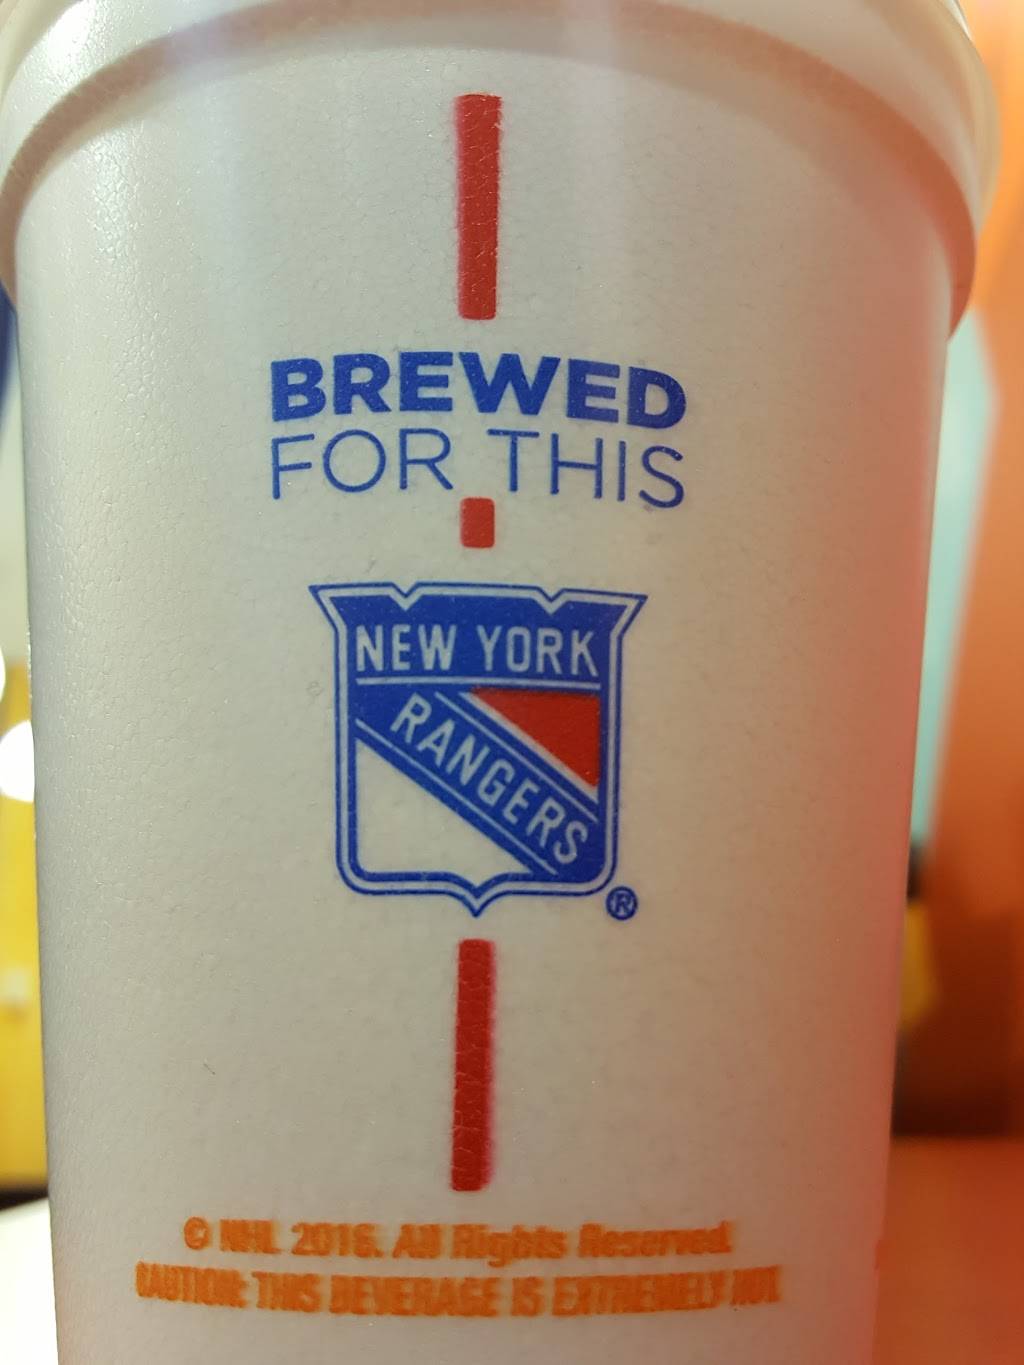 BREWED
FOR THIS
NEW YORK
RANGERS
®
© NHL 2016. All Rights Reserved.
CAUTION: THIS BEVERAGE IS EXTREMELY HOT.